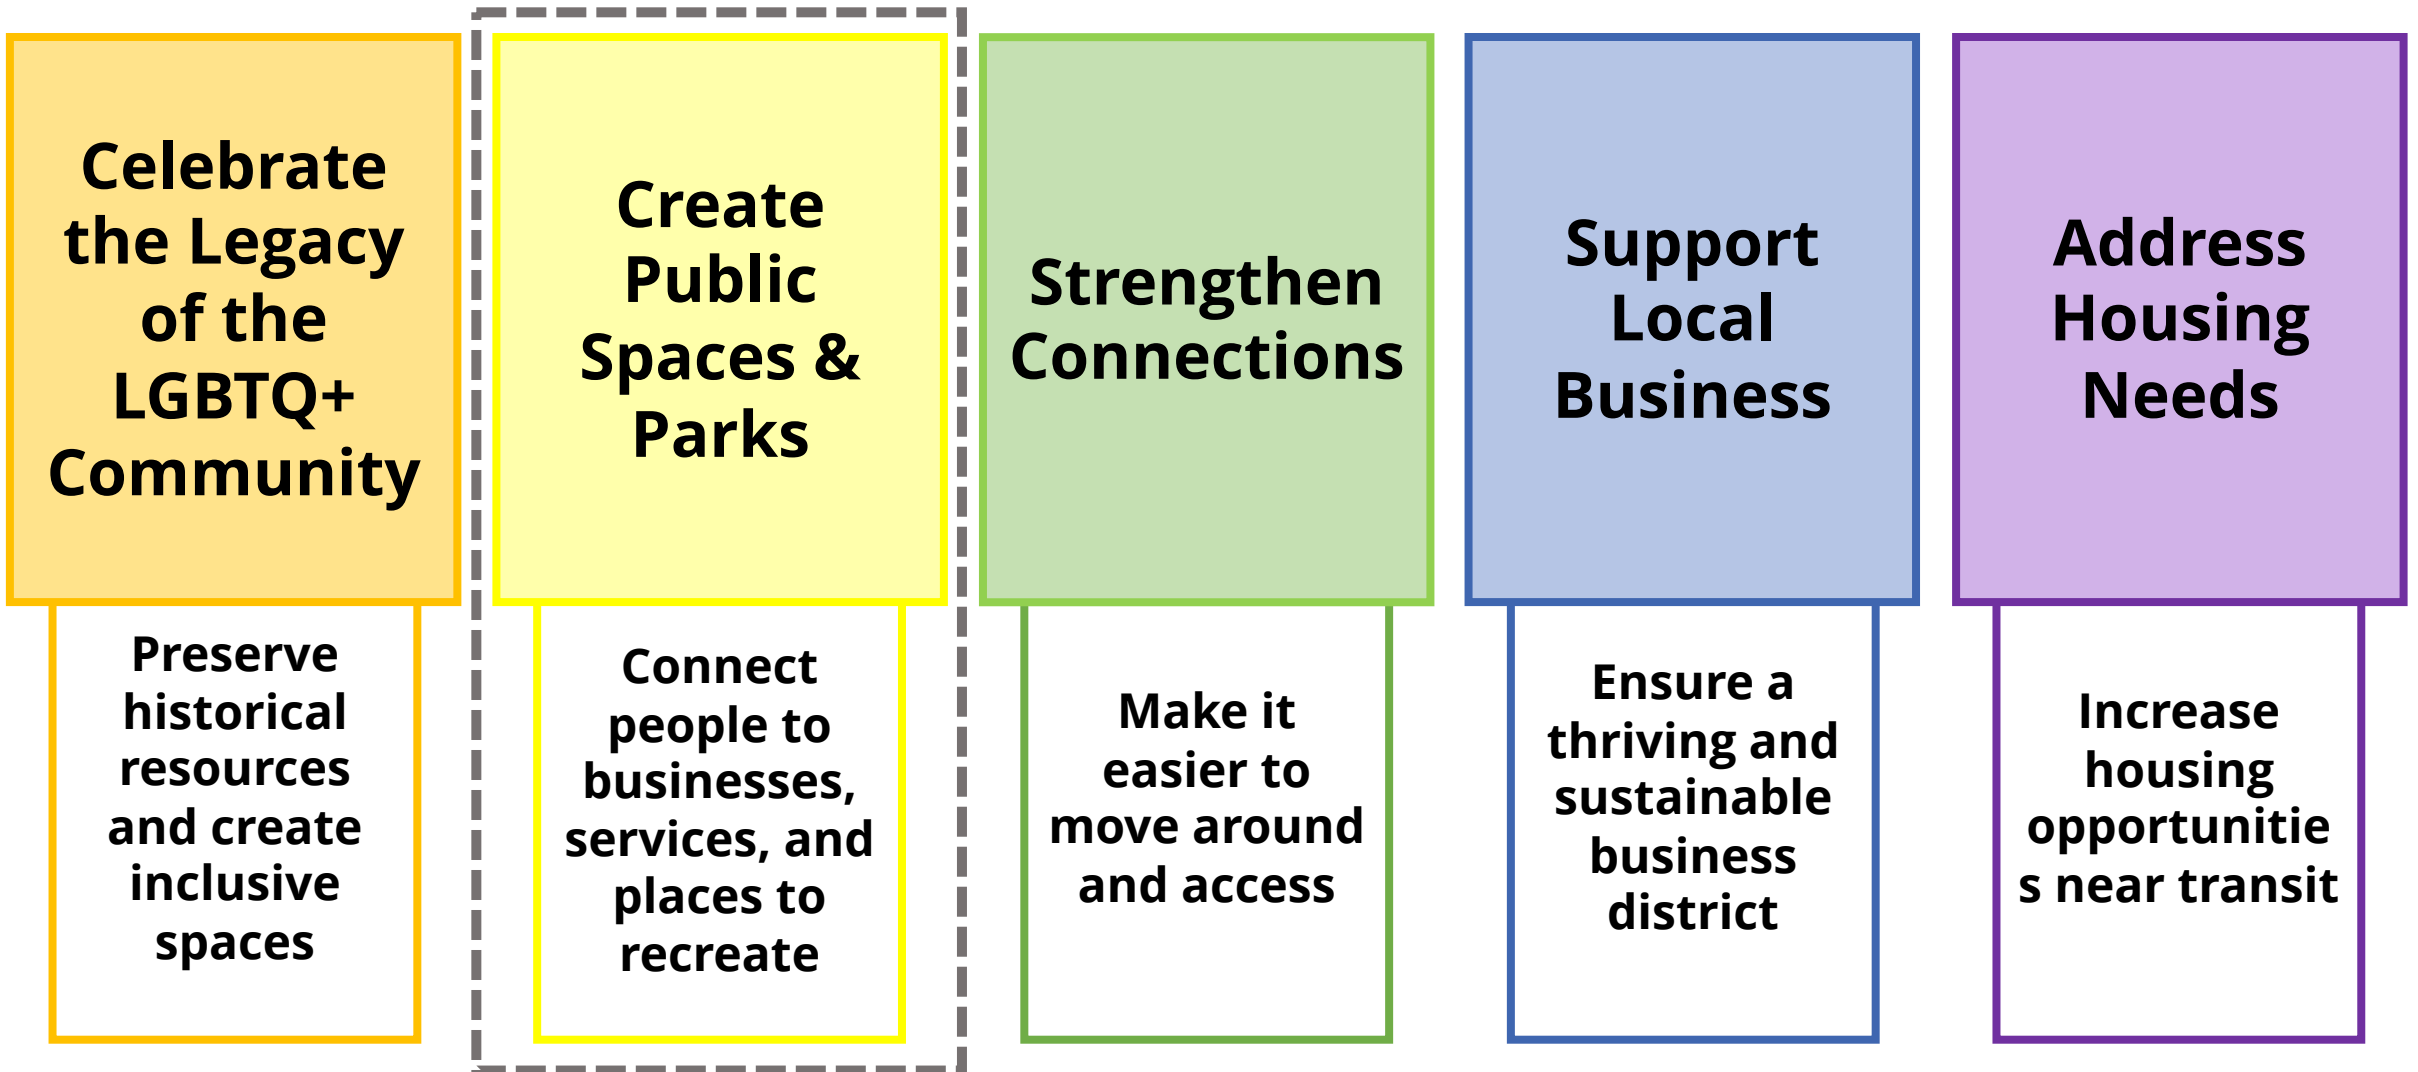 Celebrate
the Legacy
of the
LGBTQ+
Community
Preserve
historical
resources
and create
inclusive
spaces
Create
Public
Spaces &
Parks
Connect
people to
businesses,
services, and
places to
recreate
Strengthen
Connections
Make it
easier to
move around
and access
Support
Local
Business
Ensure a
thriving and
sustainable
business
district
Address
Housing
Needs
Increase
housing
opportunitie
s near transit